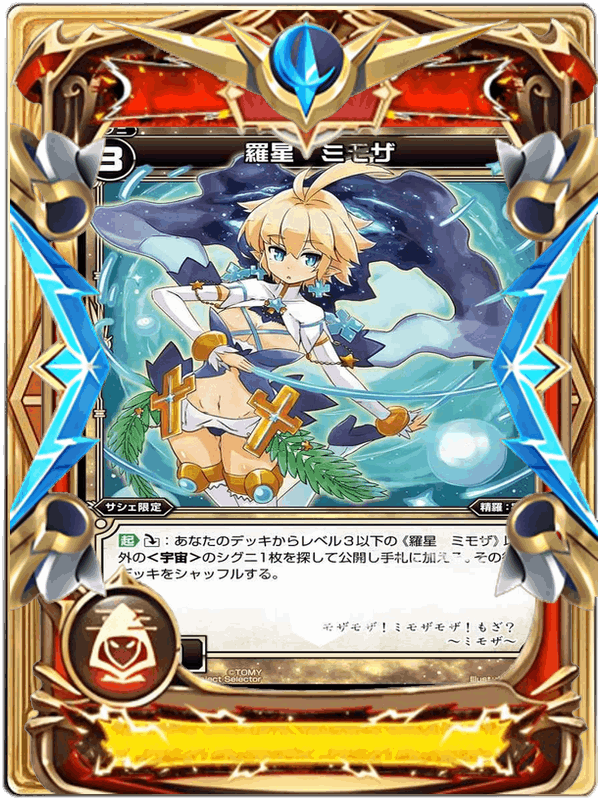 3
羅星 ミモザ
サシェ限定
精羅:
起 : あなたのデッキからレベル3以下の《羅星 ミモザ》
外の<宇宙>のシグニ1枚を探して公開し手札に加え
デッキをシャッフルする。
モザモザ!ミモザモザ!もざ?
~ミモザ~
©TOMY
ect Selector
Illust